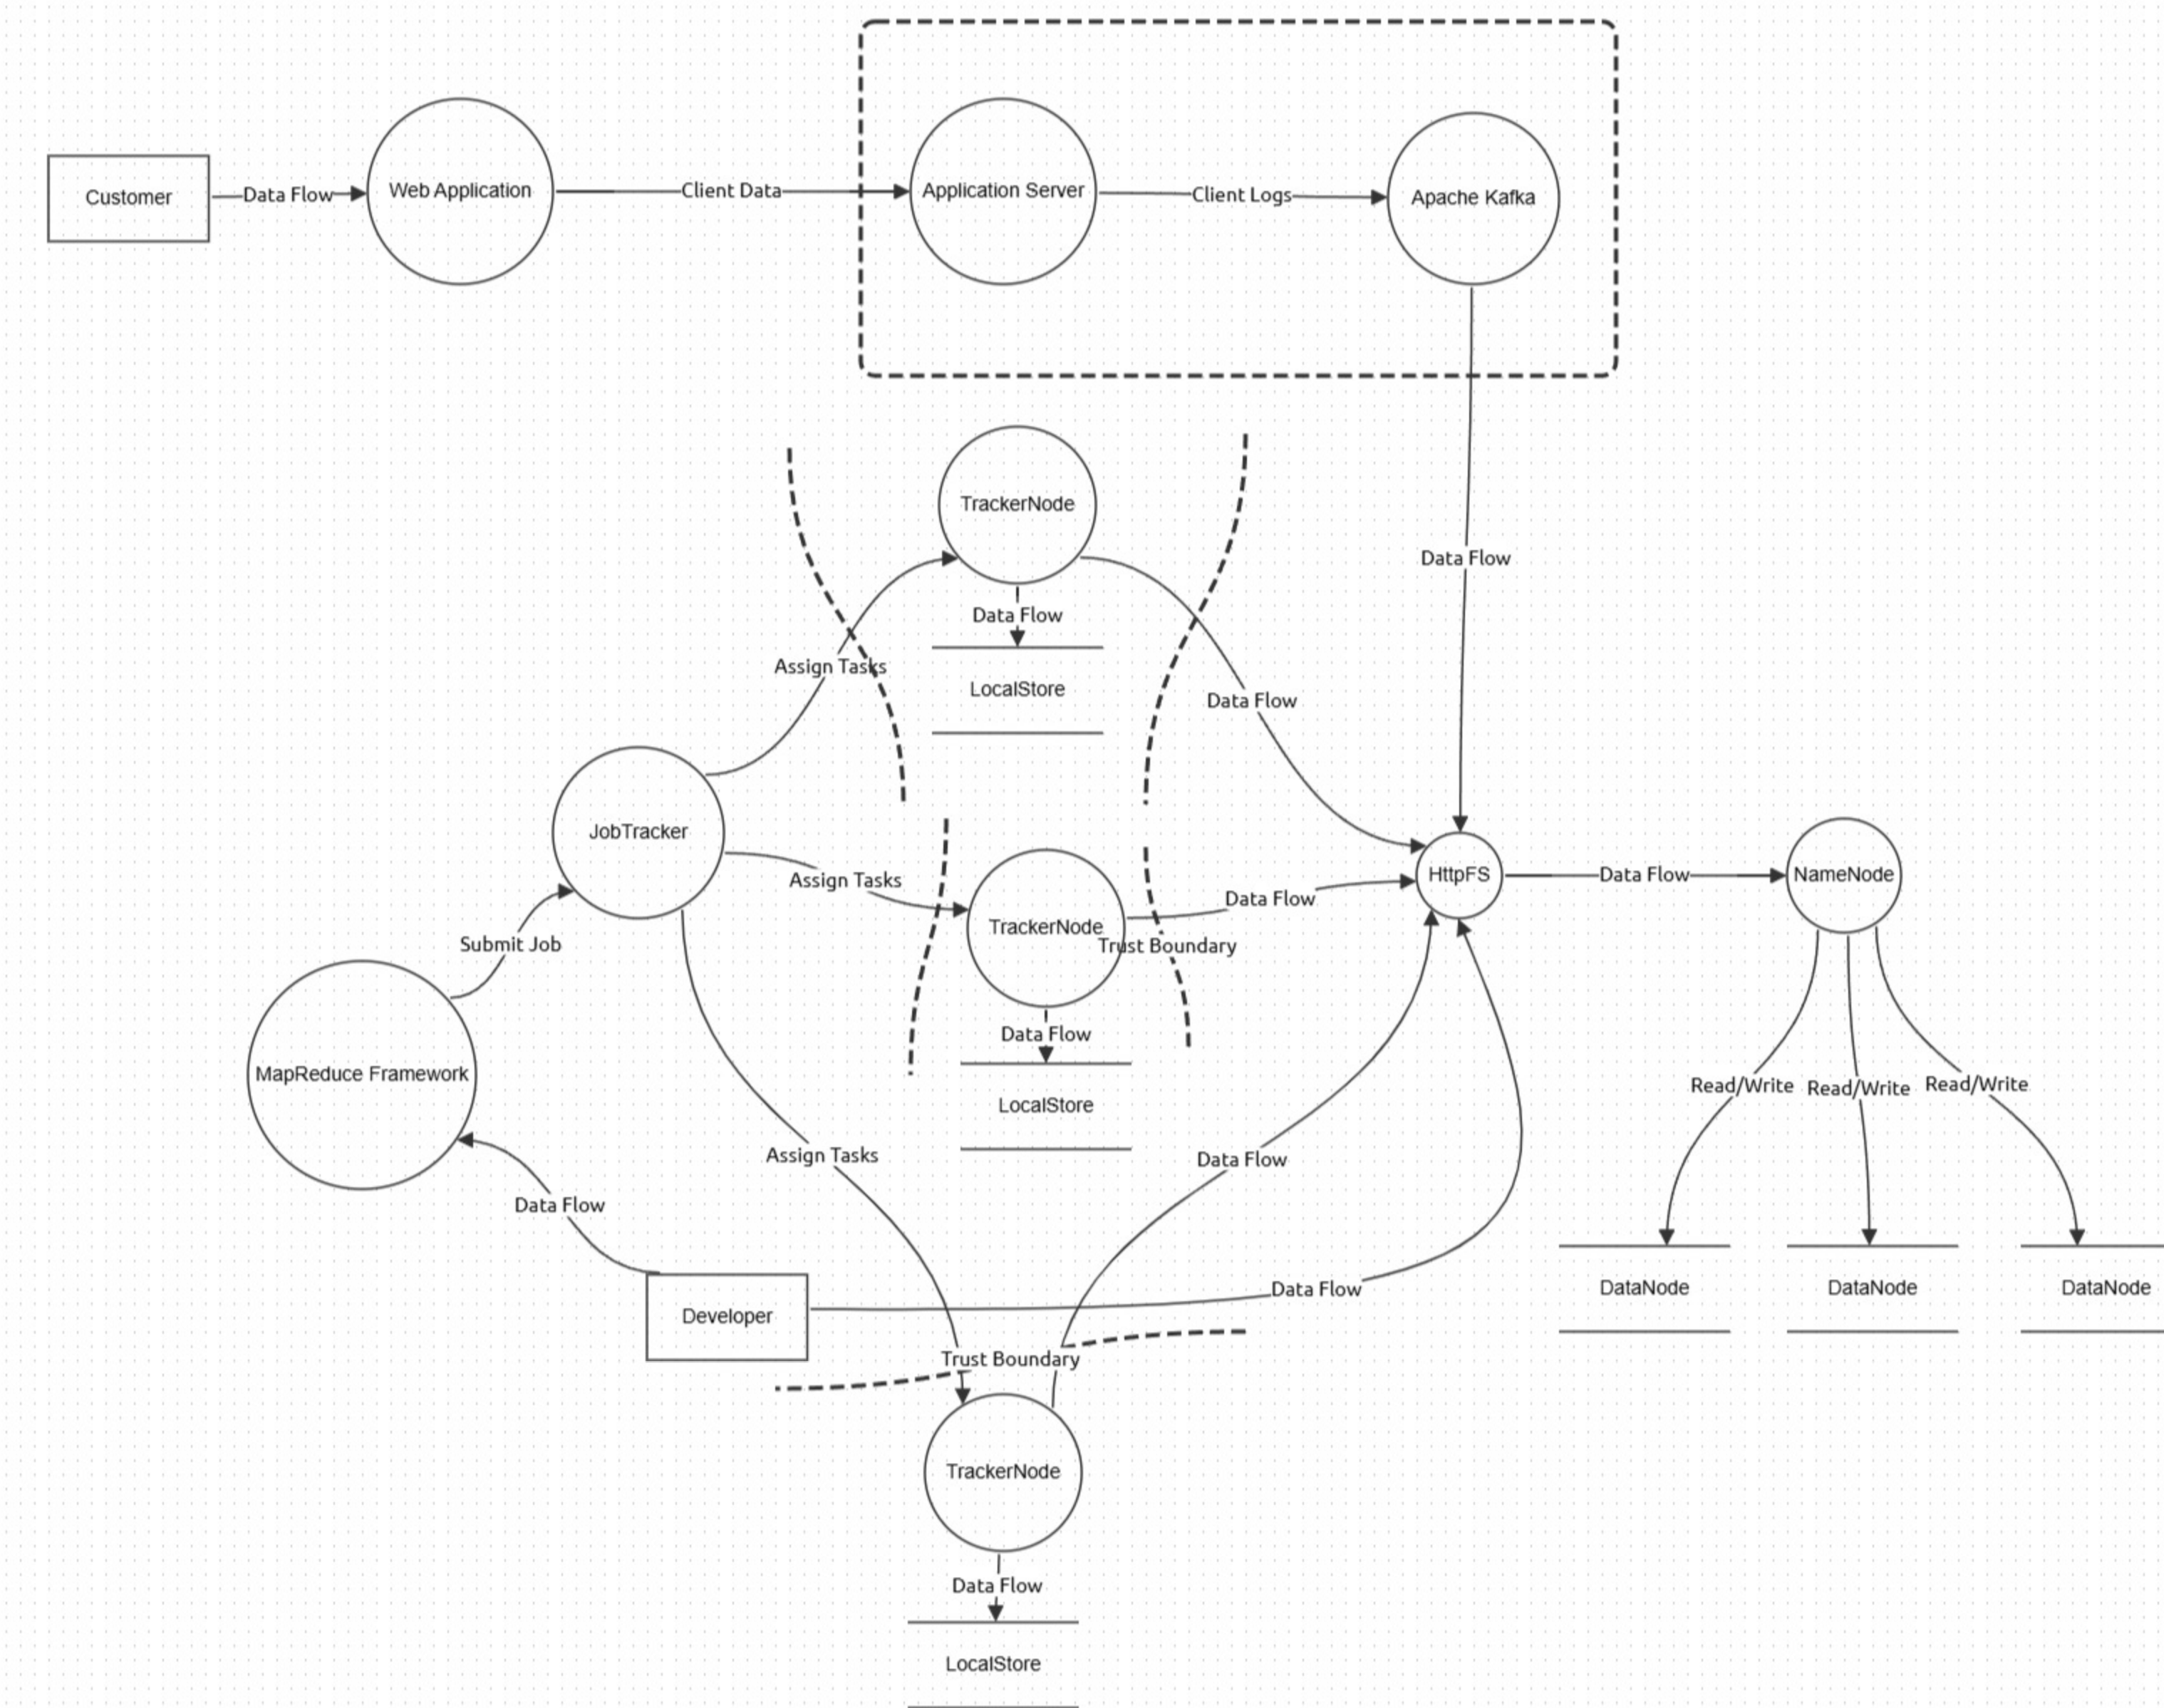 Customer
Data Flow
Web Application
Client Data
Application Server
Client Logs
Apache Kafka
TrackerNode
Data Flow
Data Flow
LocalStore
Assign Tasks
Data Flow
JobTracker
Assign Tasks
TrackerNode
Data Flow
Trust Boundary
HttpFS
Data Flow
NameNode
Submit Job
MapReduce Framework
Data Flow
LocalStore
Read/Write
Read/Write
Read/Write
Assign Tasks
Data Flow
Data Flow
Developer
Data Flow
DataNode
DataNode
DataNode
Trust Boundary
TrackerNode
Data Flow
LocalStore